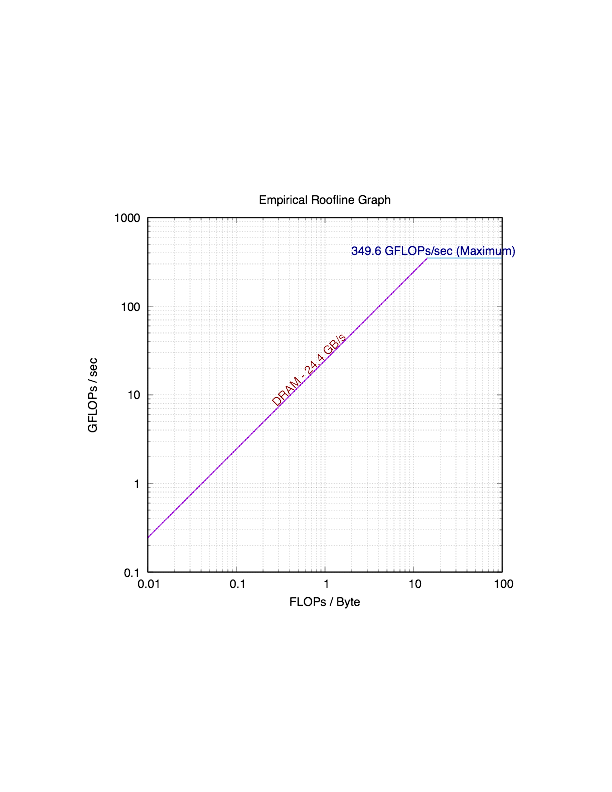 Empirical Roofline Graph
1000
349.6 GFLOPs/sec (Maximum)
100
DRAM - 24.4 GB/s
GFLOPs / sec
10
1
0.1
0.01 0.1 1 10 100
FLOPs / Byte